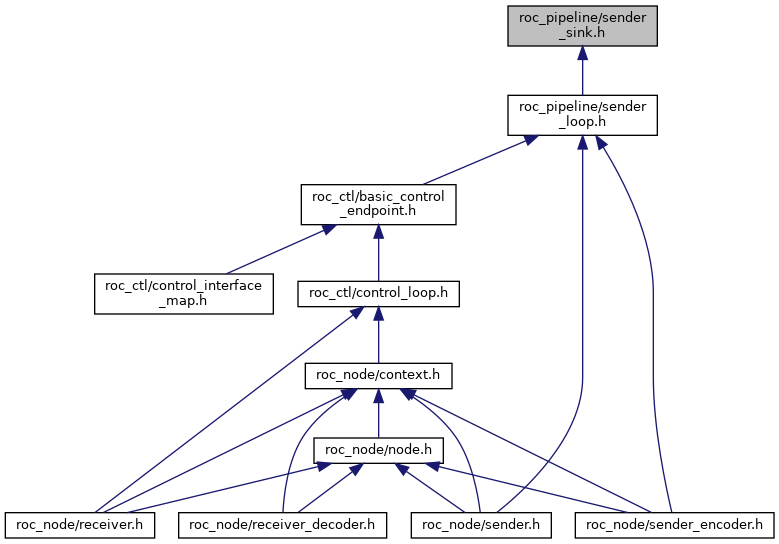 roc_pipeline/sender
_sink.h
roc_pipeline/sender
_loop.h
roc_ctl/basic_control
_endpoint.h
roc_ctl/control_interface
_map.h
roc_ctl/control_loop.h
roc_node/context.h
roc_node/node.h
roc_node/receiver.h
roc_node/receiver_decoder.h
roc_node/sender.h
roc_node/sender_encoder.h